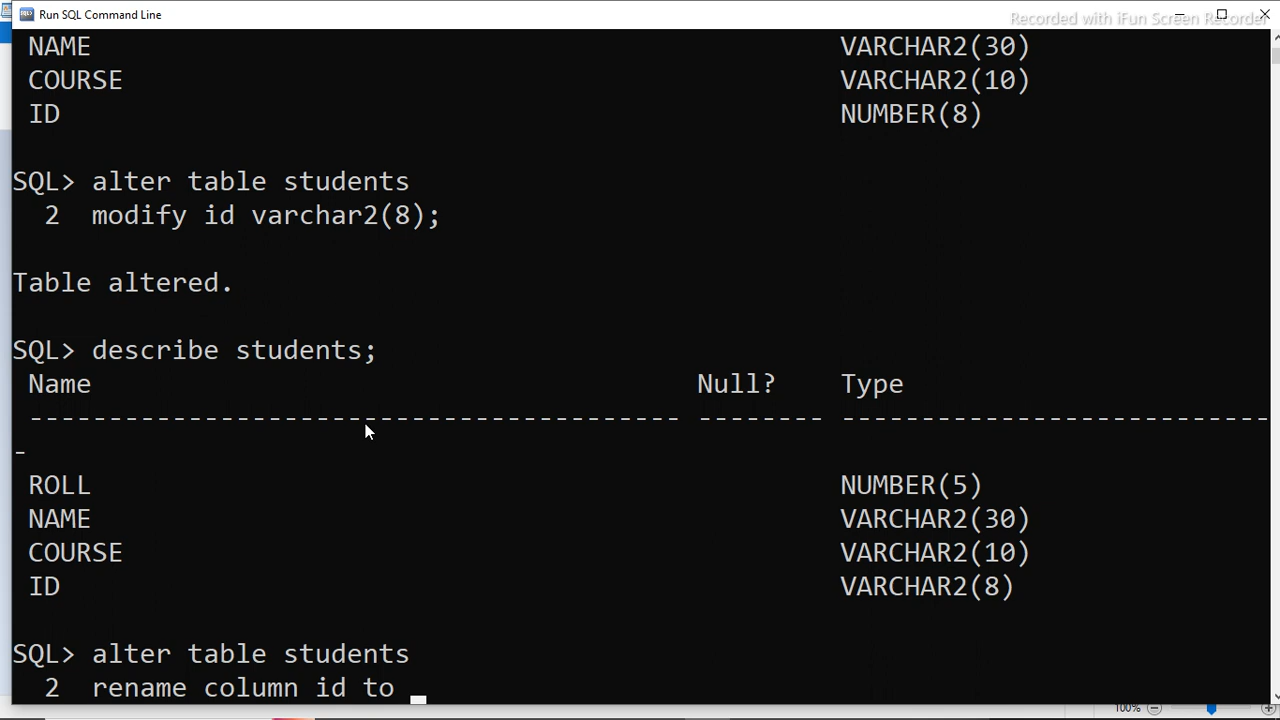 Run SQL Command Line
Recorded with iFun Screen Recorder
NAME VARCHAR2(30)
COURSE VARCHAR2(10)
ID NUMBER(8)
SQL> alter table students
2 modify id varchar2(8);
Table altered.
SQL> describe students;
Name Null? Type
----------------------------------------- -------- ---------------------------
-
ROLL NUMBER(5)
NAME VARCHAR2(30)
COURSE VARCHAR2(10)
ID VARCHAR2(8)
SQL> alter table students
2 rename column id to
100%